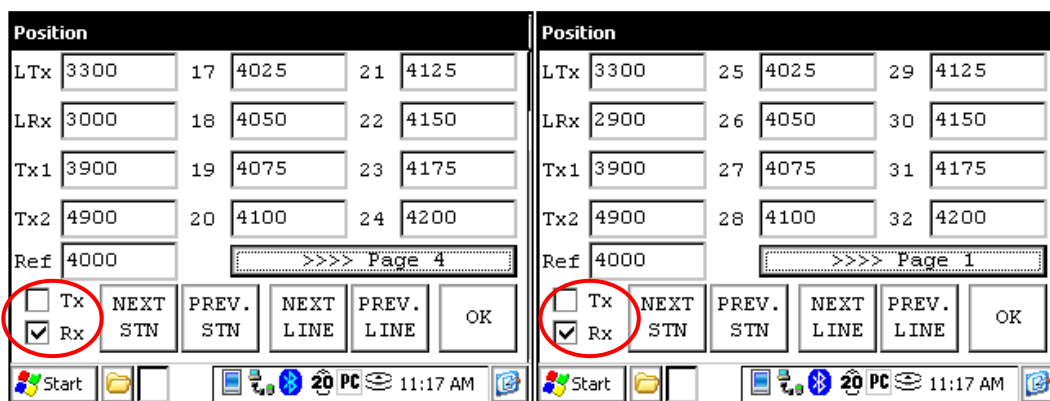 Position
LTx 3300 17 4025 21 4125
LRx 3000 18 4050 22 4150
Tx1 3900 19 4075 23 4175
Tx2 4900 20 4100 24 4200
Ref 4000 >>>> Page 4
Tx NEXT PREV. NEXT PREV. OK
Rx STN STN LINE LINE
Start 20 PC 11:17 AM
Position
LTx 3300 25 4025 29 4125
LRx 2900 26 4050 30 4150
Tx1 3900 27 4075 31 4175
Tx2 4900 28 4100 32 4200
Ref 4000 >>>> Page 1
Tx NEXT PREV. NEXT PREV. OK
Rx STN STN LINE LINE
Start 20 PC 11:17 AM